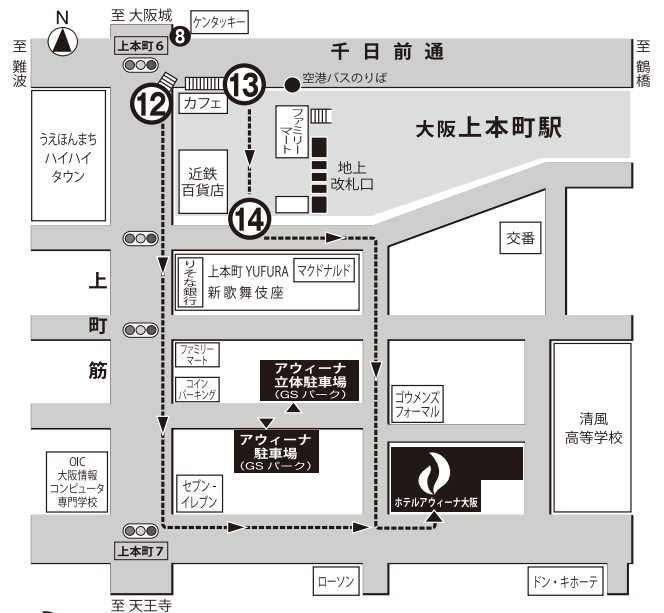 至 大阪城
ケンタッキー
N
上本町6
8
千日前通
至 難波
至 鶴橋
12
13
空港バスのりば
カフェ
ファミリー
マート
大阪上本町駅
うえほんまち
ハイハイ
タウン
近鉄
百貨店
地上
改札口
14
交番
りそな銀行
上本町 YUFURA
新歌舞伎座
マクドナルド
上町筋
ファミリー
マート
コイン
パーキング
アウィーナ
立体駐車場
(GS パーク)
ゴウメンズ
フォーマル
清風
高等学校
アウィーナ
駐車場
(GS パーク)
OIC
大阪情報
コンピュータ
専門学校
セブン-
イレブン
ホテルアウィーナ大阪
上本町7
ローソン
ドン・キホーテ
至 天王寺